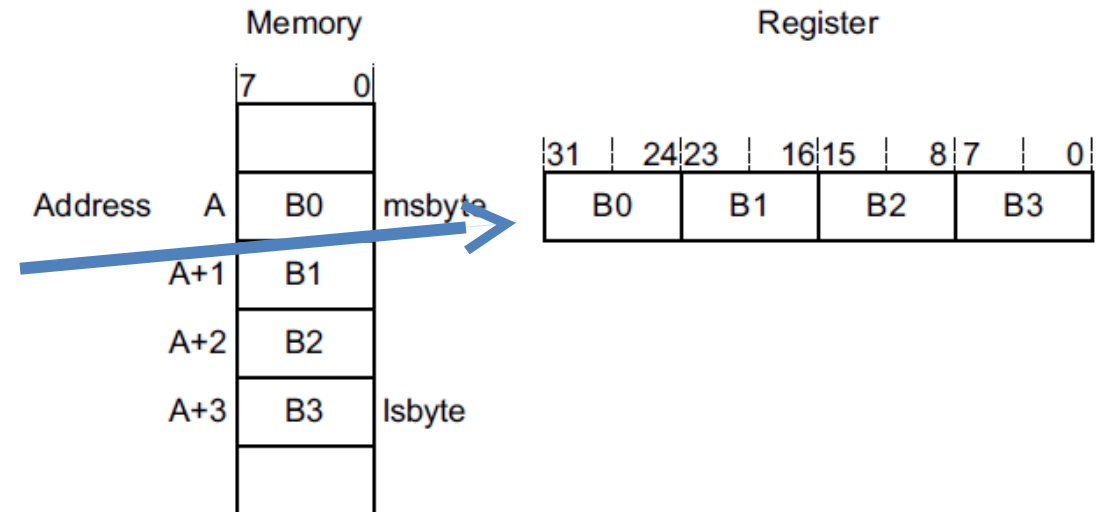 Memory
Register
7 0
31 24 23 16 15 8 7 0
Address A B0 msbyte
B0 B1 B2 B3
A+1 B1
A+2 B2
A+3 B3 lsbyte